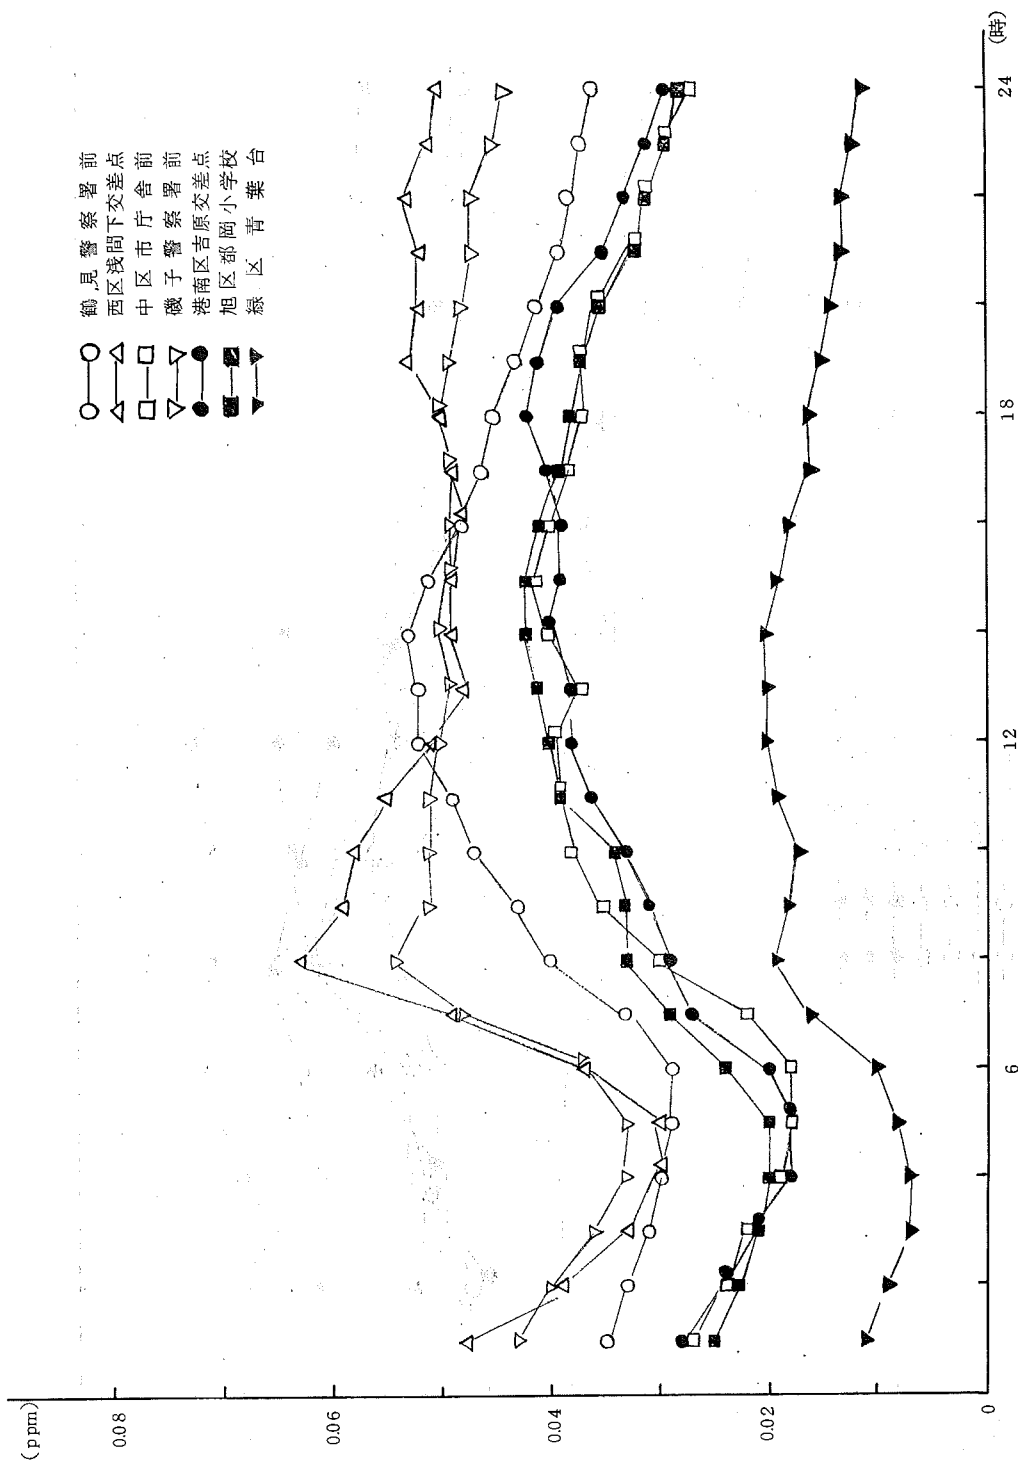 (ppm)
0.08
0.06
0.04
0.02
0
6
12
18
24
(時)
鶴見警察署前
西区浅間下交差点
中区市庁舎前
磯子警察署前
港南区吉原交差点
旭区都岡小学校
緑区青葉台